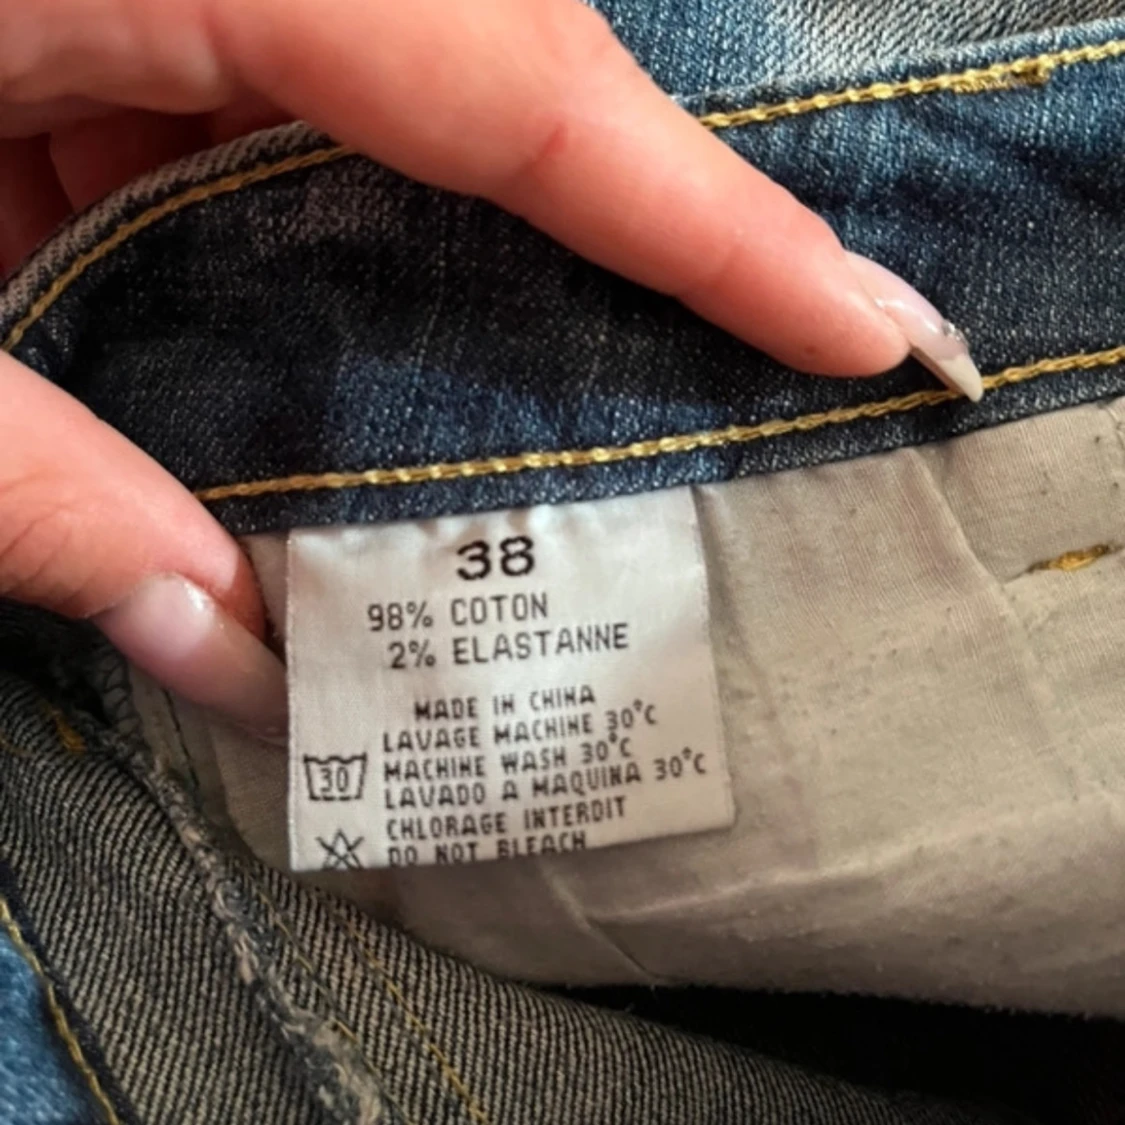 38
98% COTON
2% ELASTANNE
MADE IN CHINA
LAVAGE MACHINE 30°C
30
MACHINE WASH 30°C
LAVADO A MAQUINA 30°C
CHLORAGE INTERDIT
DO NOT BLEACH